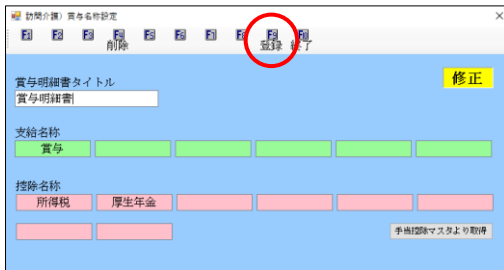 訪問介護）賞与名称設定
F1 F2 F3 F4 F5 F6 F7 F8 F9
削除 登録 終了
賞与明細書タイトル 修正
賞与明細書
支給名称
賞与
控除名称
所得税 厚生年金
手当控除マスタより取得